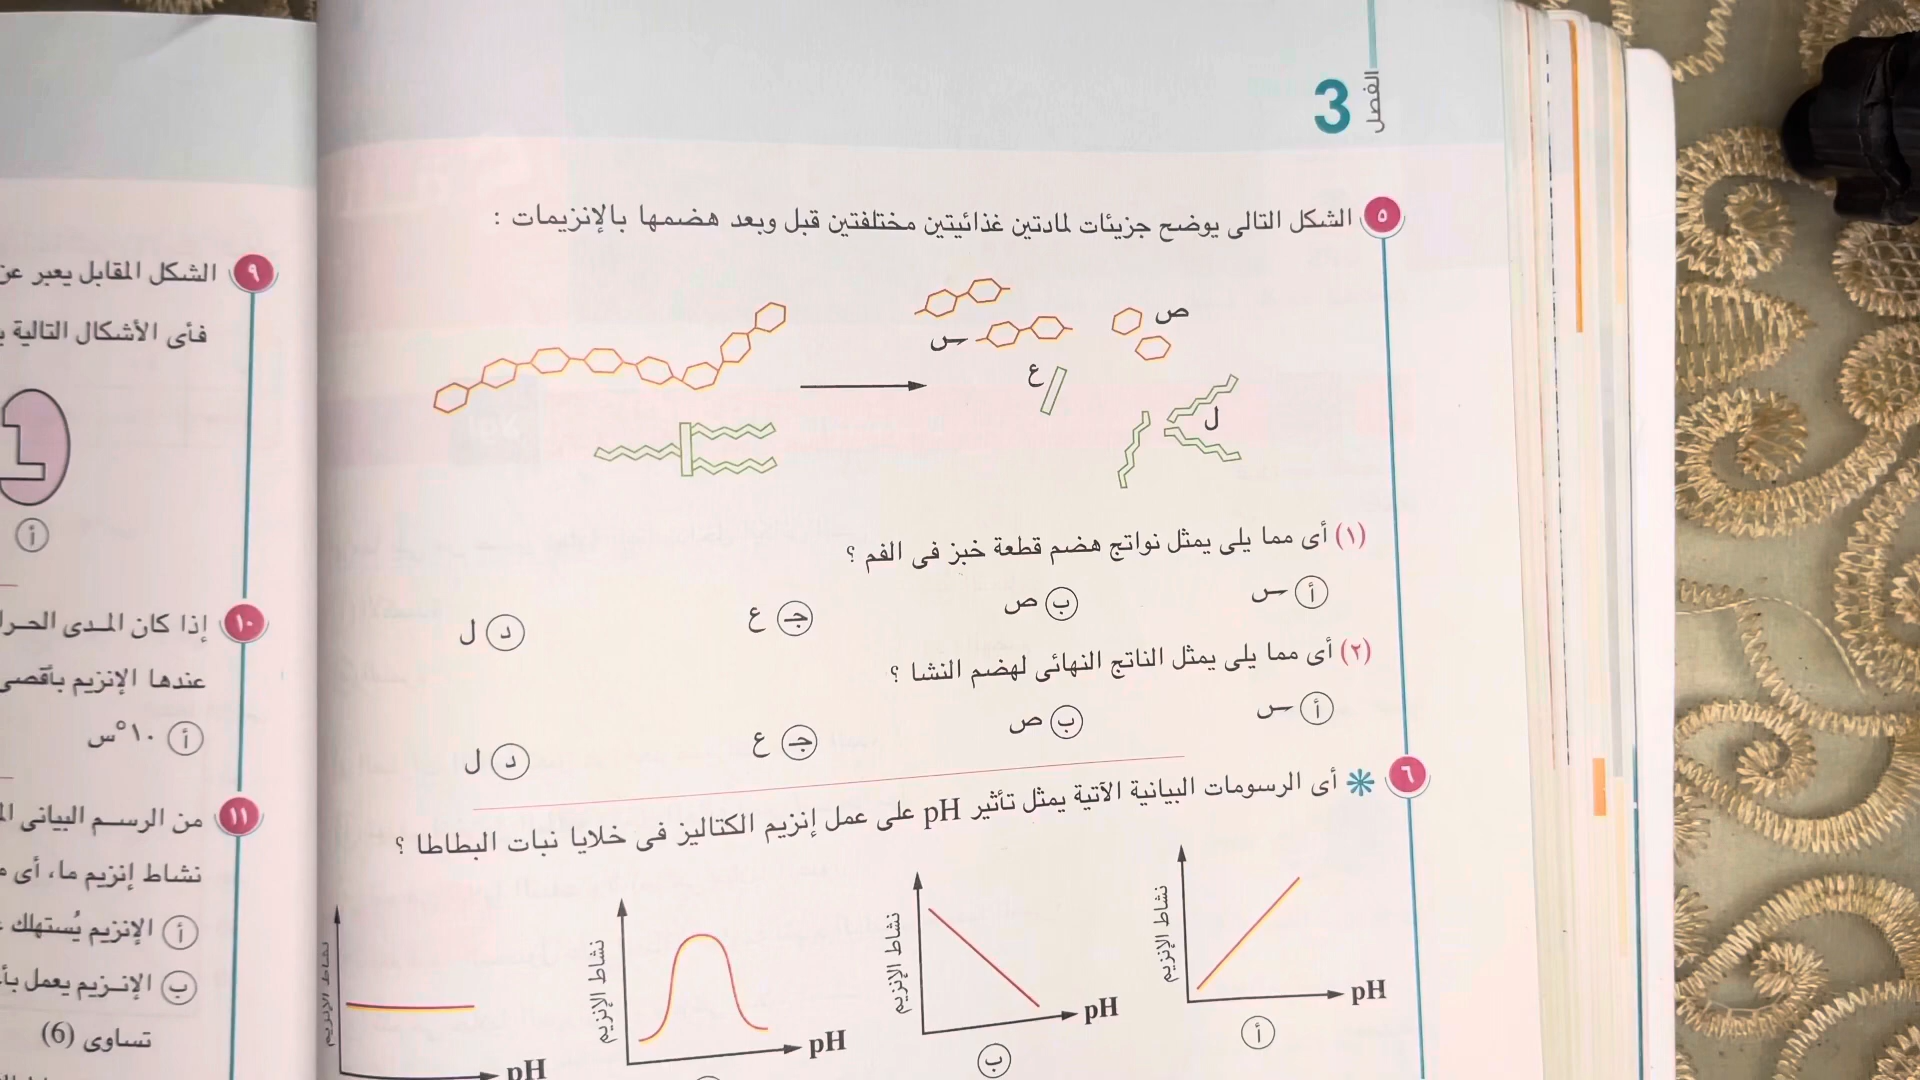 الفصل
3
٥ الشكل التالى يوضح جزيئات لمادتين غذائيتين مختلفتين قبل وبعد هضمها بالإنزيمات :
ص
س
ع
ل
(١) أى مما يلى يمثل نواتج هضم قطعة خبز فى الفم ؟
أ س
ب ص
جـ ع
د ل
(٢) أى مما يلى يمثل الناتج النهائى لهضم النشا ؟
أ س
ب ص
جـ ع
د ل
٦ * أى الرسومات البيانية الآتية يمثل تأثير pH على عمل إنزيم الكتاليز فى خلايا نبات البطاطا ؟
نشاط الإنزيم
pH
أ
نشاط الإنزيم
pH
ب
نشاط الإنزيم
pH
نشاط الإنزيم
pH
٩ الشكل المقابل يعبر عن
فأى الأشكال التالية
أ
١٠ إذا كان المدى
عندها الإنزيم بأقصى
أ ١٠°س
١١ من الرسم البيانى
نشاط إنزيم ما، أى
أ الإنزيم يُستهلك
ب الإنزيم يعمل
تساوى (6)